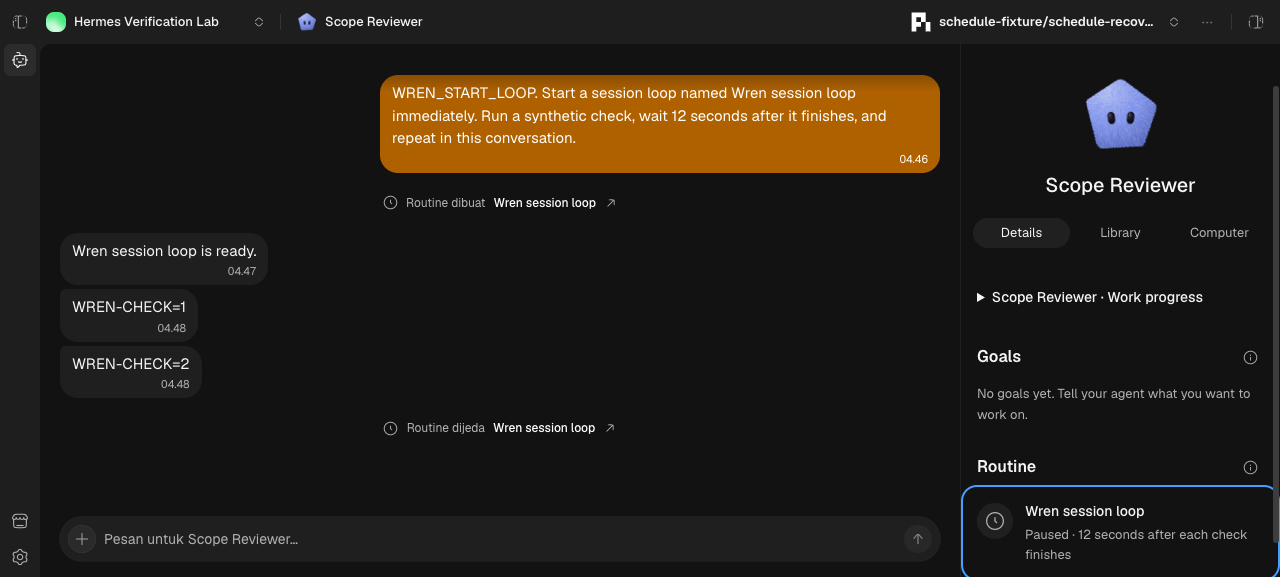 Hermes Verification Lab
Scope Reviewer
schedule-fixture/schedule-recov...
WREN_START_LOOP. Start a session loop named Wren session loop
immediately. Run a synthetic check, wait 12 seconds after it finishes, and
repeat in this conversation.
04.46
Routine dibuat Wren session loop
Wren session loop is ready.
04.47
WREN-CHECK=1
04.48
WREN-CHECK=2
04.48
Routine dijeda Wren session loop
Pesan untuk Scope Reviewer...
Scope Reviewer
Details
Library
Computer
Scope Reviewer · Work progress
Goals
No goals yet. Tell your agent what you want to
work on.
Routine
Wren session loop
Paused · 12 seconds after each check
finishes